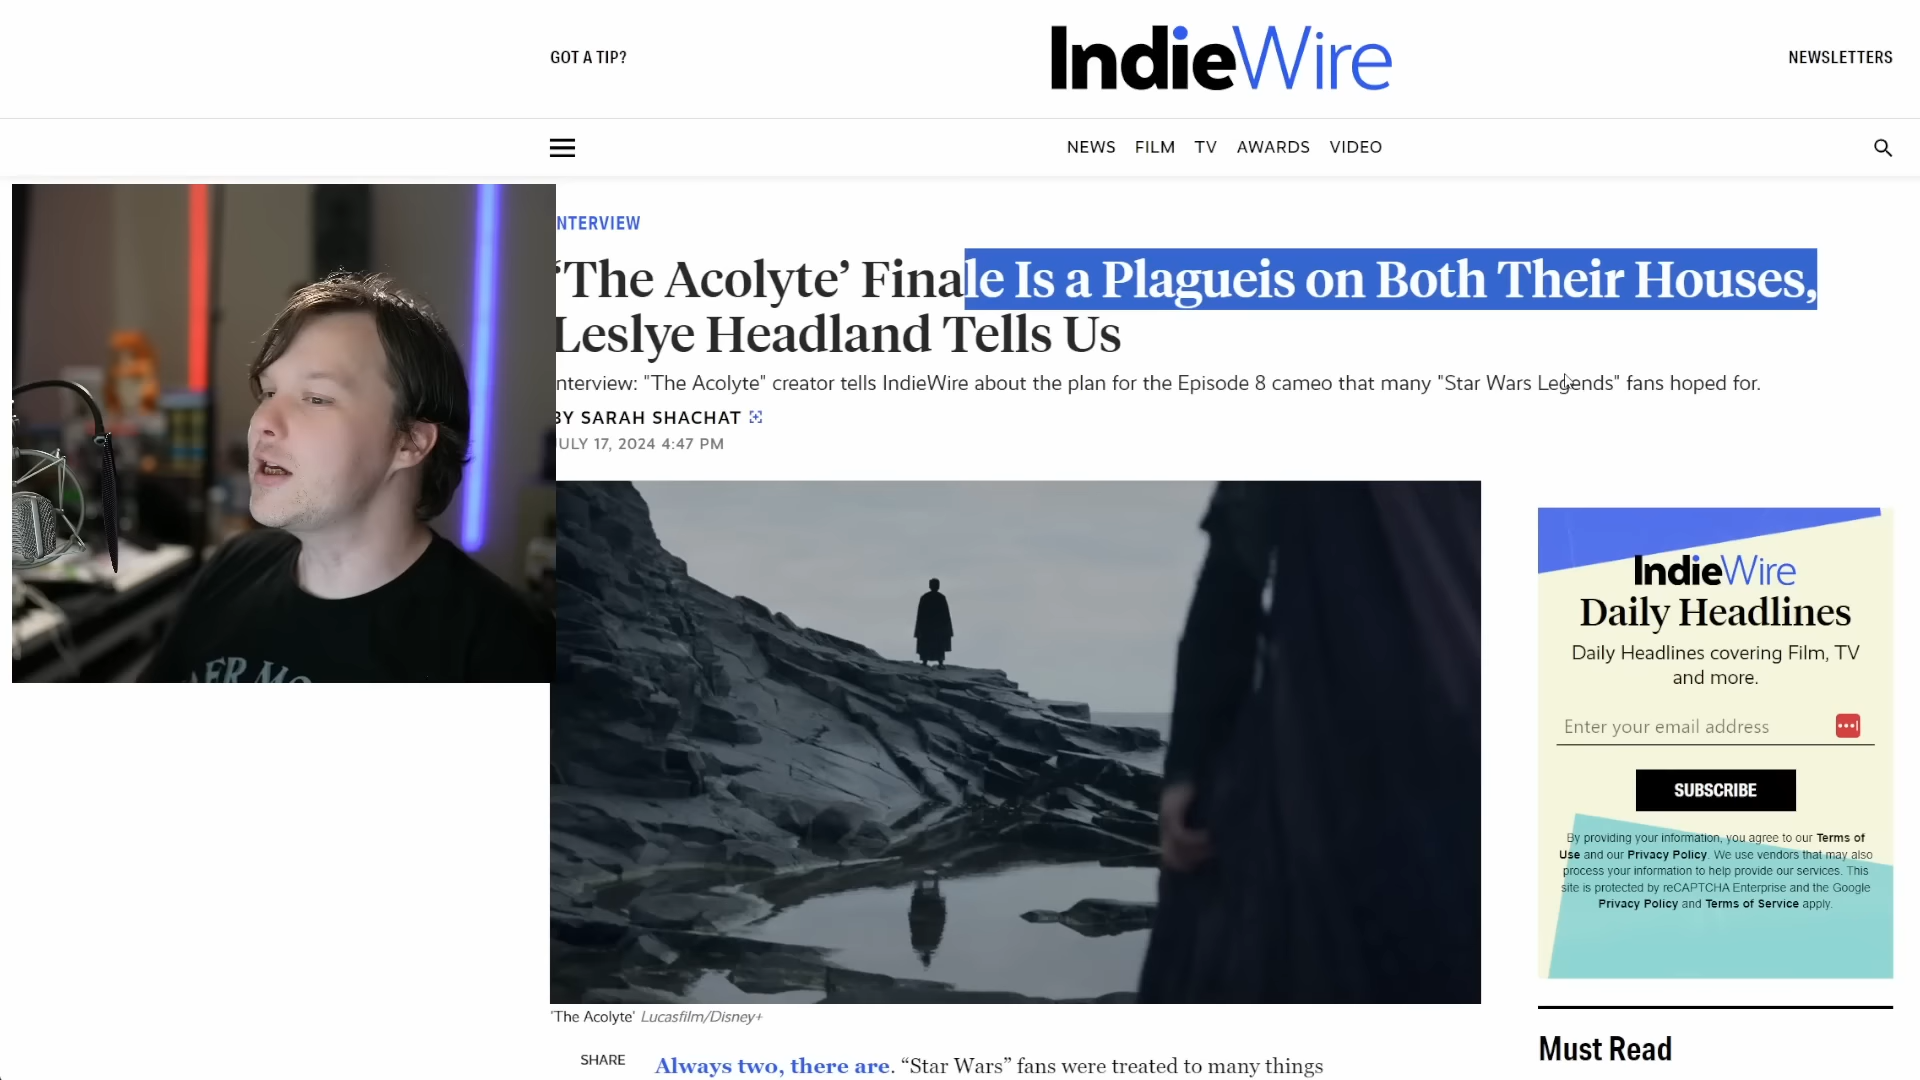 GOT A TIP?
IndieWire
NEWSLETTERS
NEWS FILM TV AWARDS VIDEO
NTERVIEW
‘The Acolyte’ Finale Is a Plagueis on Both Their Houses,
Leslye Headland Tells Us
nterview: "The Acolyte" creator tells IndieWire about the plan for the Episode 8 cameo that many "Star Wars Legends" fans hoped for.
BY SARAH SHACHAT
ULY 17, 2024 4:47 PM
ER MO
'The Acolyte' Lucasfilm/Disney+
SHARE
Always two, there are. “Star Wars” fans were treated to many things
IndieWire
Daily Headlines
Daily Headlines covering Film, TV
and more.
Enter your email address
SUBSCRIBE
By providing your information, you agree to our Terms of
Use and our Privacy Policy. We use vendors that may also
process your information to help provide our services. This
site is protected by reCAPTCHA Enterprise and the Google
Privacy Policy and Terms of Service apply.
Must Read